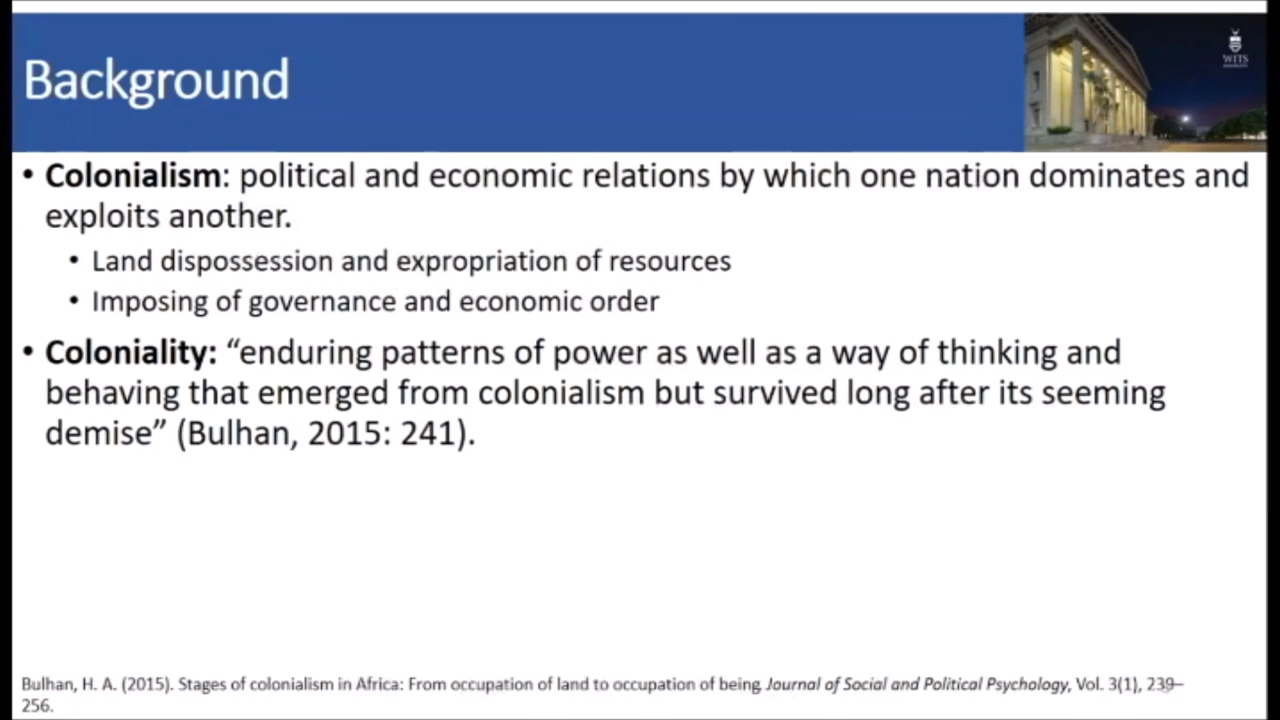 Background
WITS
• Colonialism: political and economic relations by which one nation dominates and
exploits another.
• Land dispossession and expropriation of resources
• Imposing of governance and economic order
• Coloniality: “enduring patterns of power as well as a way of thinking and
behaving that emerged from colonialism but survived long after its seeming
demise” (Bulhan, 2015: 241).
Bulhan, H. A. (2015). Stages of colonialism in Africa: From occupation of land to occupation of being. Journal of Social and Political Psychology, Vol. 3(1), 239–
256.